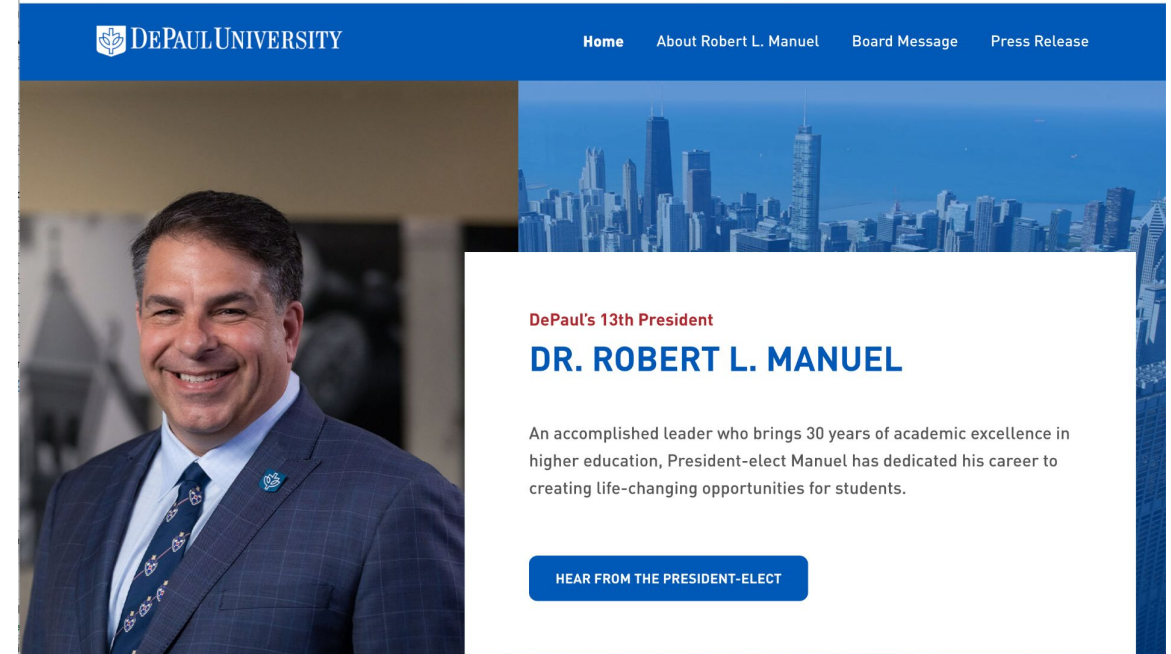 DEPAUL UNIVERSITY
Home About Robert L. Manuel Board Message Press Release
DePaul’s 13th President
DR. ROBERT L. MANUEL
An accomplished leader who brings 30 years of academic excellence in
higher education, President-elect Manuel has dedicated his career to
creating life-changing opportunities for students.
HEAR FROM THE PRESIDENT-ELECT